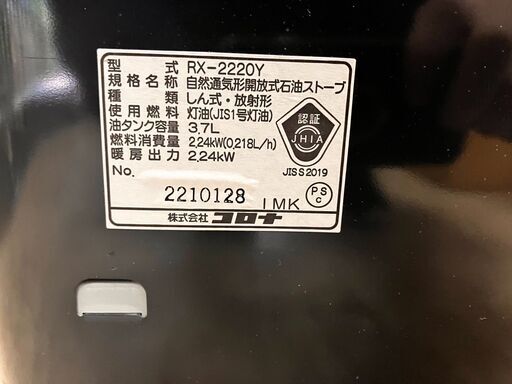 型 式 RX-2220Y
規格名称 自然通気形開放式石油ストーブ
種 類 しん式・放射形
使用燃料 灯油(JIS1号灯油)
油タンク容量 3.7L
燃料消費量 2.24kW(0.218L/h)
暖房出力 2.24kW
No.
2210128 IMK
株式会社 コロナ
認証
JHIA
JIS S 2019
PS
C